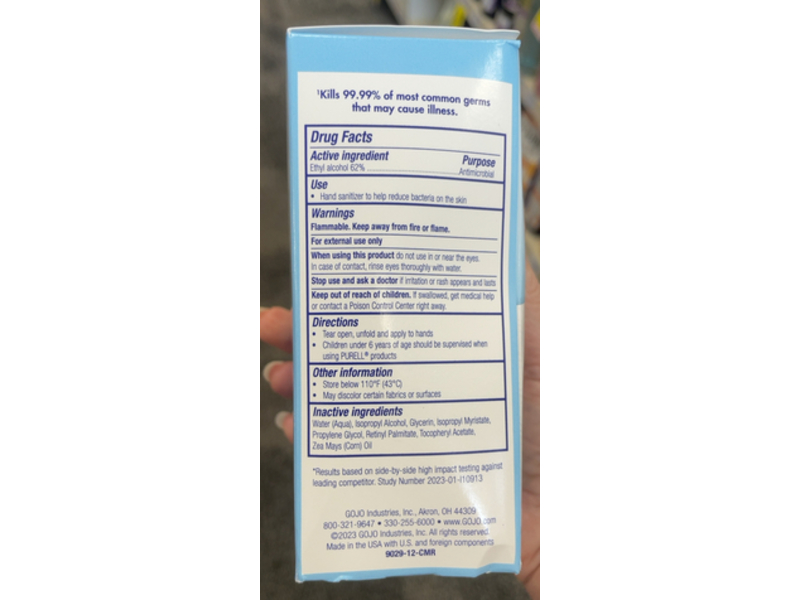 ¹Kills 99.99% of most common germs
that may cause illness.
Drug Facts
Active ingredient Purpose
Ethyl alcohol 62% Antimicrobial
Use
• Hand sanitizer to help reduce bacteria on the skin
Warnings
Flammable. Keep away from fire or flame.
For external use only
When using this product do not use in or near the eyes.
In case of contact, rinse eyes thoroughly with water.
Stop use and ask a doctor if irritation or rash appears and lasts
Keep out of reach of children. If swallowed, get medical help
or contact a Poison Control Center right away.
Directions
• Tear open, unfold and apply to hands
• Children under 6 years of age should be supervised when
using PURELL® products
Other information
• Store below 110°F (43°C)
• May discolor certain fabrics or surfaces
Inactive ingredients
Water (Aqua), Isopropyl Alcohol, Glycerin, Isopropyl Myristate,
Propylene Glycol, Retinyl Palmitate, Tocopheryl Acetate,
Zea Mays (Corn) Oil
*Results based on side-by-side high impact testing against
leading competitor. Study Number 2023-01-I10913
GOJO Industries, Inc., Akron, OH 44309
800-321-9647 • 330-255-6000 • www.GOJO.com
©2023 GOJO Industries, Inc. All rights reserved.
Made in the USA with U.S. and foreign components
9029-12-CMR